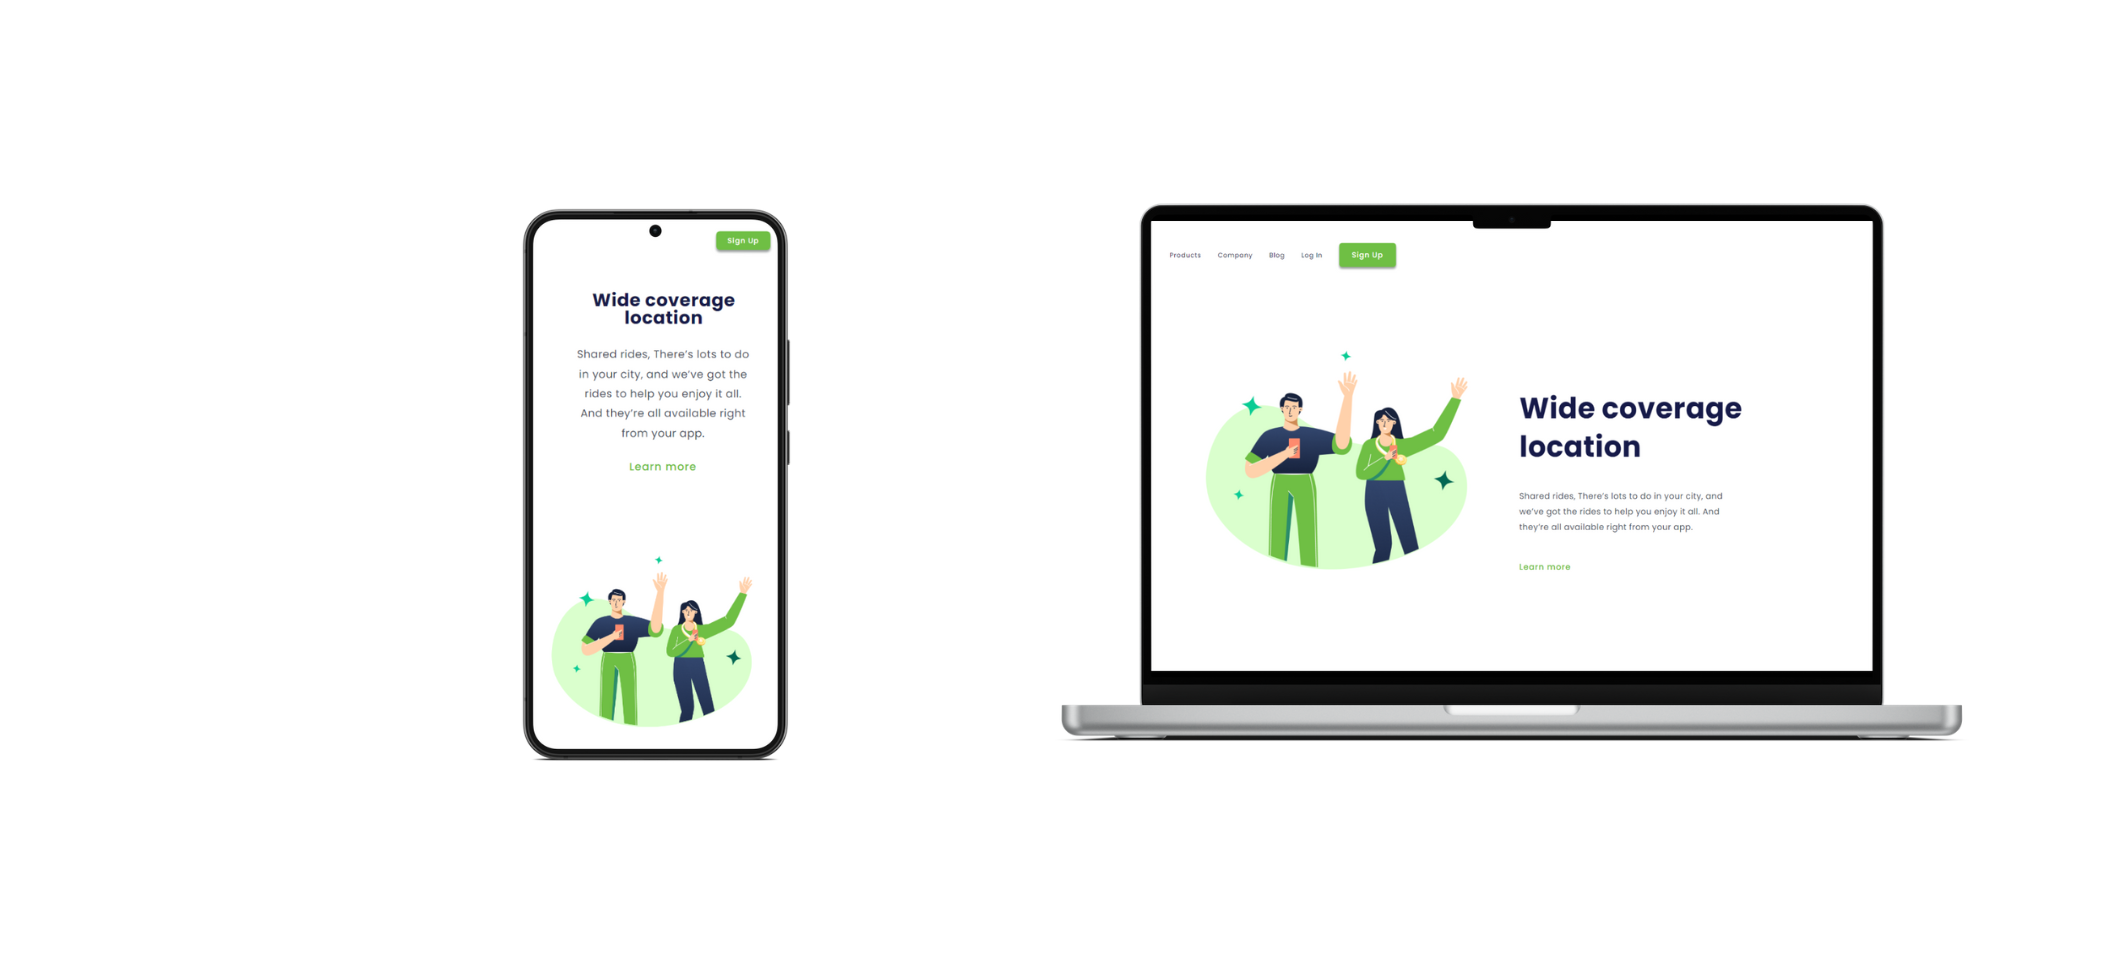 Sign Up
Wide coverage
location
Shared rides, There's lots to do
in your city, and we've got the
rides to help you enjoy it all.
And they're all available right
from your app.
Learn more
Products Company Blog Log In Sign Up
Wide coverage
location
Shared rides, There's lots to do in your city, and
we've got the rides to help you enjoy it all. And
they're all available right from your app.
Learn more